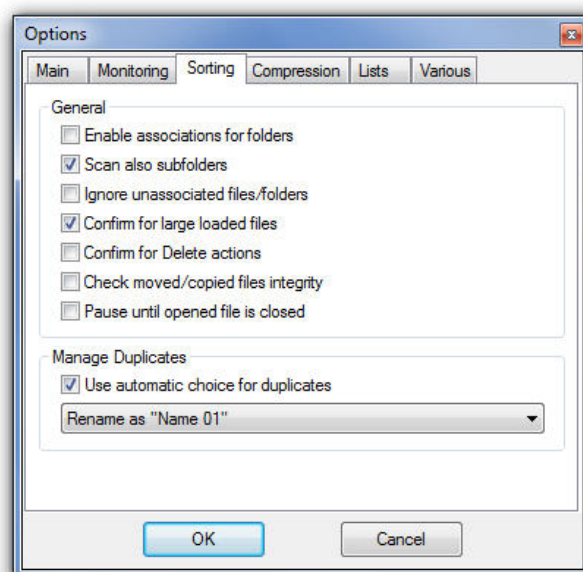 Options
Main Monitoring Sorting Compression Lists Various
General
Enable associations for folders
Scan also subfolders
Ignore unassociated files/folders
Confirm for large loaded files
Confirm for Delete actions
Check moved/copied files integrity
Pause until opened file is closed
Manage Duplicates
Use automatic choice for duplicates
Rename as "Name 01"
OK Cancel